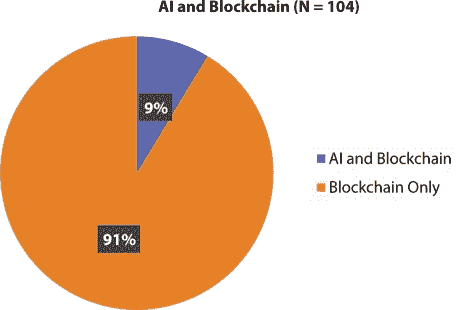 AI and Blockchain (N = 104)
9%
AI and Blockchain
Blockchain Only
91%